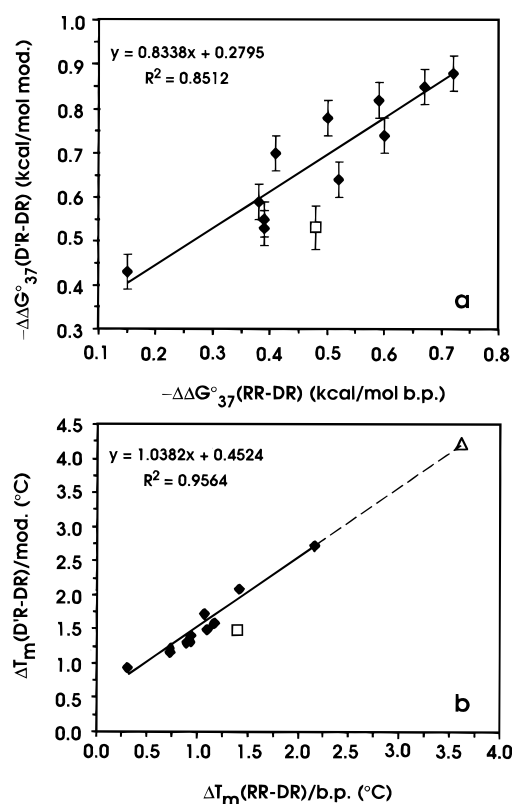 1.0
y = 0.8338x + 0.2795
R² = 0.8512
0.9
0.8
0.7
0.6
0.5
0.4
0.3
−ΔΔG°37(D'R-DR) (kcal/mol mod.)
a
0.1 0.2 0.3 0.4 0.5 0.6 0.7 0.8
−ΔΔG°37(RR-DR) (kcal/mol b.p.)
4.5
y = 1.0382x + 0.4524
R² = 0.9564
4.0
3.5
3.0
2.5
2.0
1.5
1.0
0.5
0.0
ΔTm(D'R-DR)/mod. (°C)
b
0.0 0.5 1.0 1.5 2.0 2.5 3.0 3.5 4.0
ΔTm(RR-DR)/b.p. (°C)